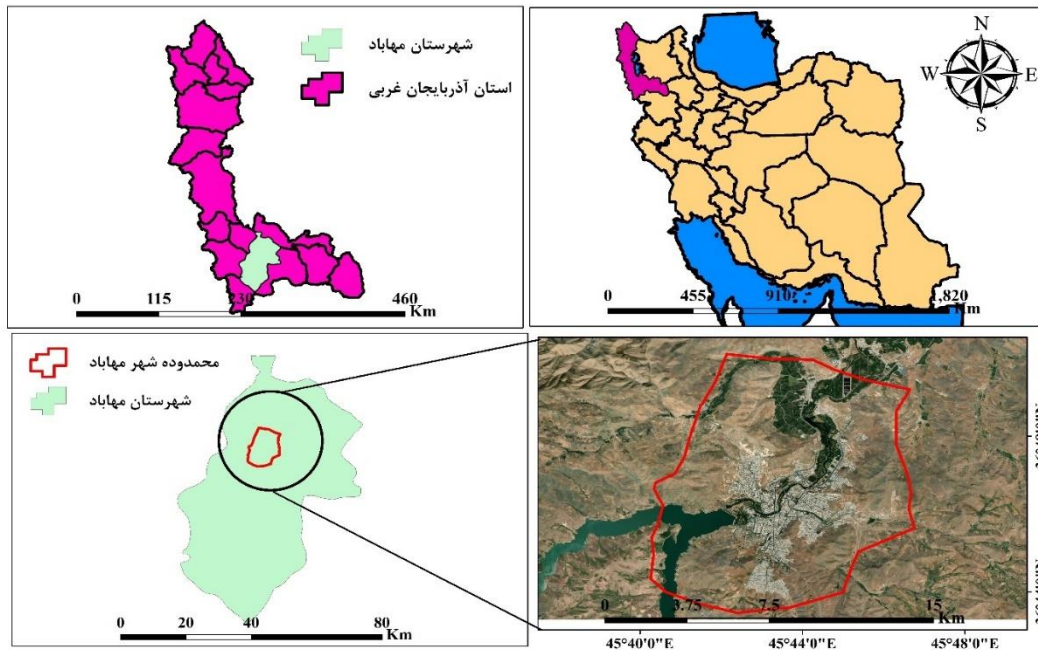 شهرستان مهاباد
استان آذربایجان غربی
0 115 230 460
Km
N
W E
S
0 455 910 1,820
Km
محمدوده شهر مهاباد
شهرستان مهاباد
0 20 40 80
Km
0 3.75 7.5 15
Km
45°40'0"E 45°44'0"E 45°48'0"E